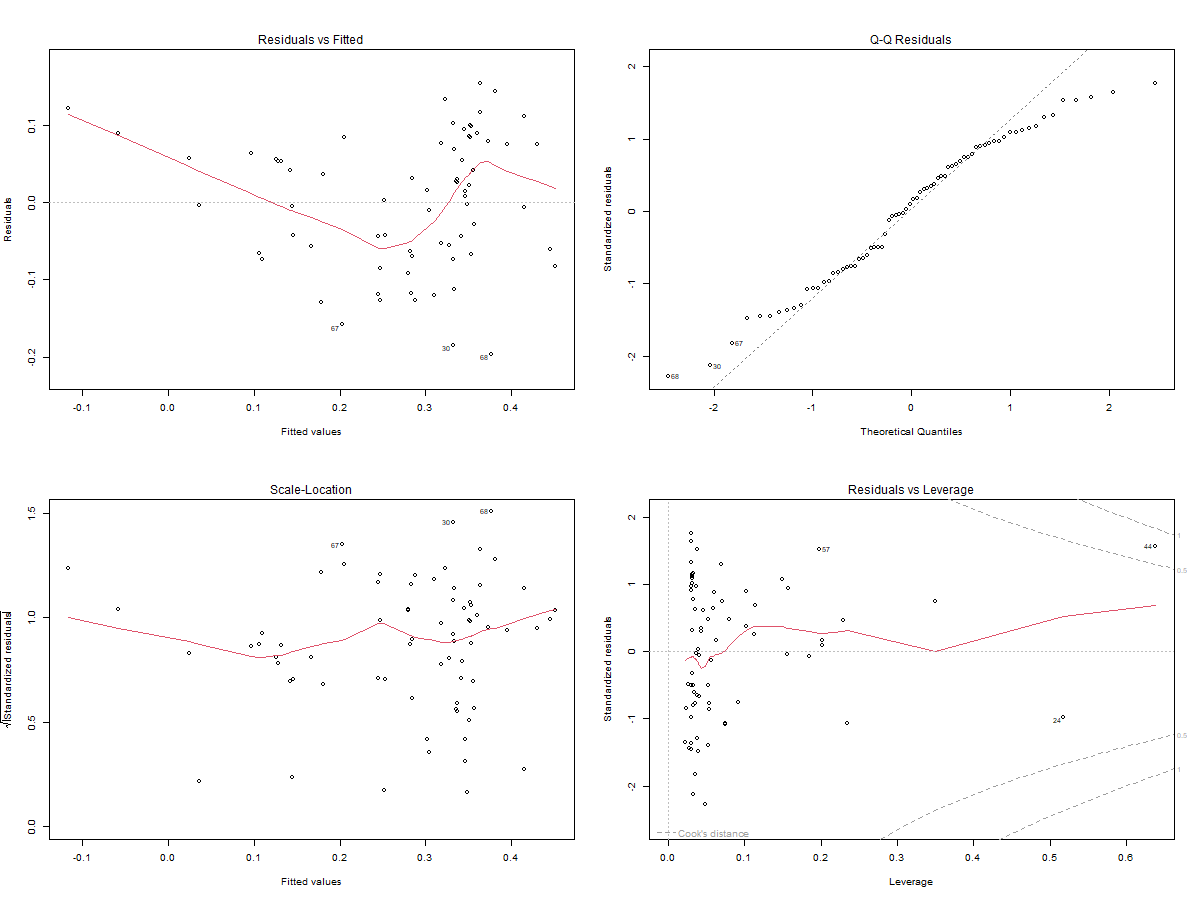 Residuals vs Fitted
Residuals
0.1
0.0
-0.1
-0.2
67
30
68
-0.1 0.0 0.1 0.2 0.3 0.4
Fitted values
Q-Q Residuals
Standardized residuals
2
1
0
-1
-2
67
30
68
-2 -1 0 1 2
Theoretical Quantiles
Scale-Location
√|Standardized residuals|
1.5
1.0
0.5
0.0
68
30
67
-0.1 0.0 0.1 0.2 0.3 0.4
Fitted values
Residuals vs Leverage
Standardized residuals
2
1
0
-1
-2
1
0.5
0.5
1
44
57
24
Cook's distance
0.0 0.1 0.2 0.3 0.4 0.5 0.6
Leverage